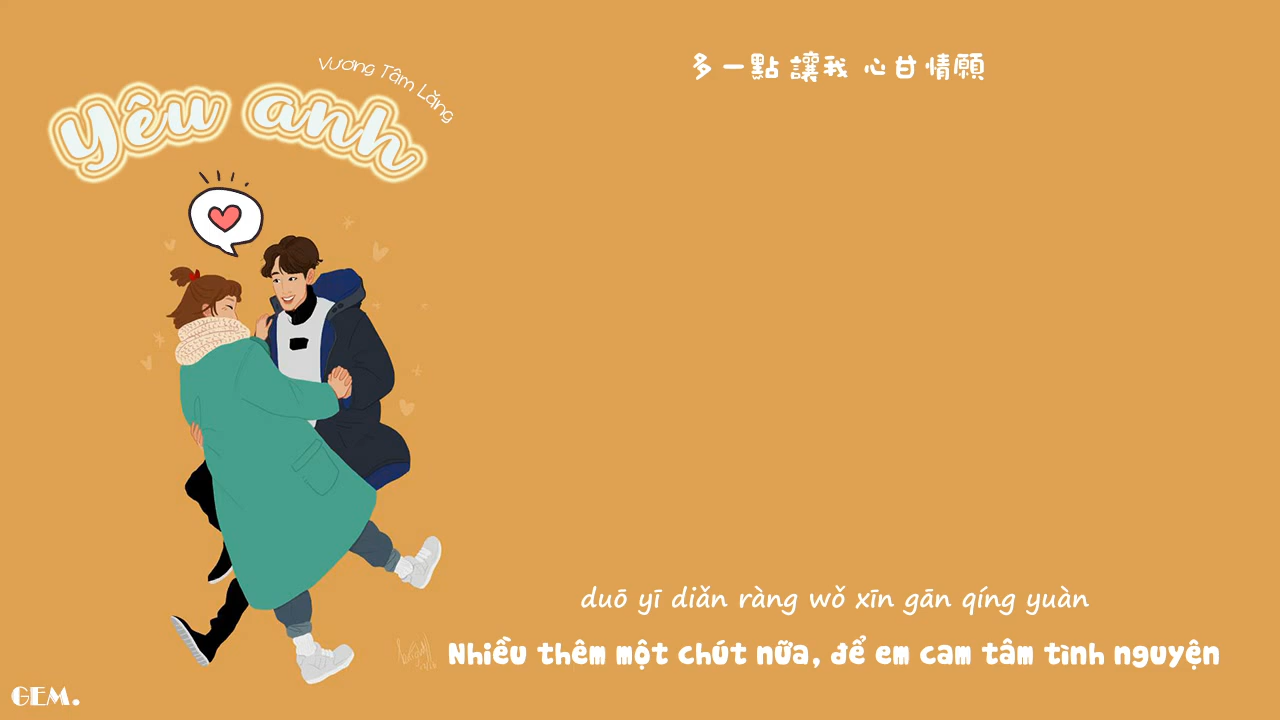 Vương Tâm Lăng
Yêu anh
多一點 讓我 心甘情願
duō yī diǎn ràng wǒ xīn gān qíng yuàn
Nhiều thêm một chút nữa, để em cam tâm tình nguyện
GEM.